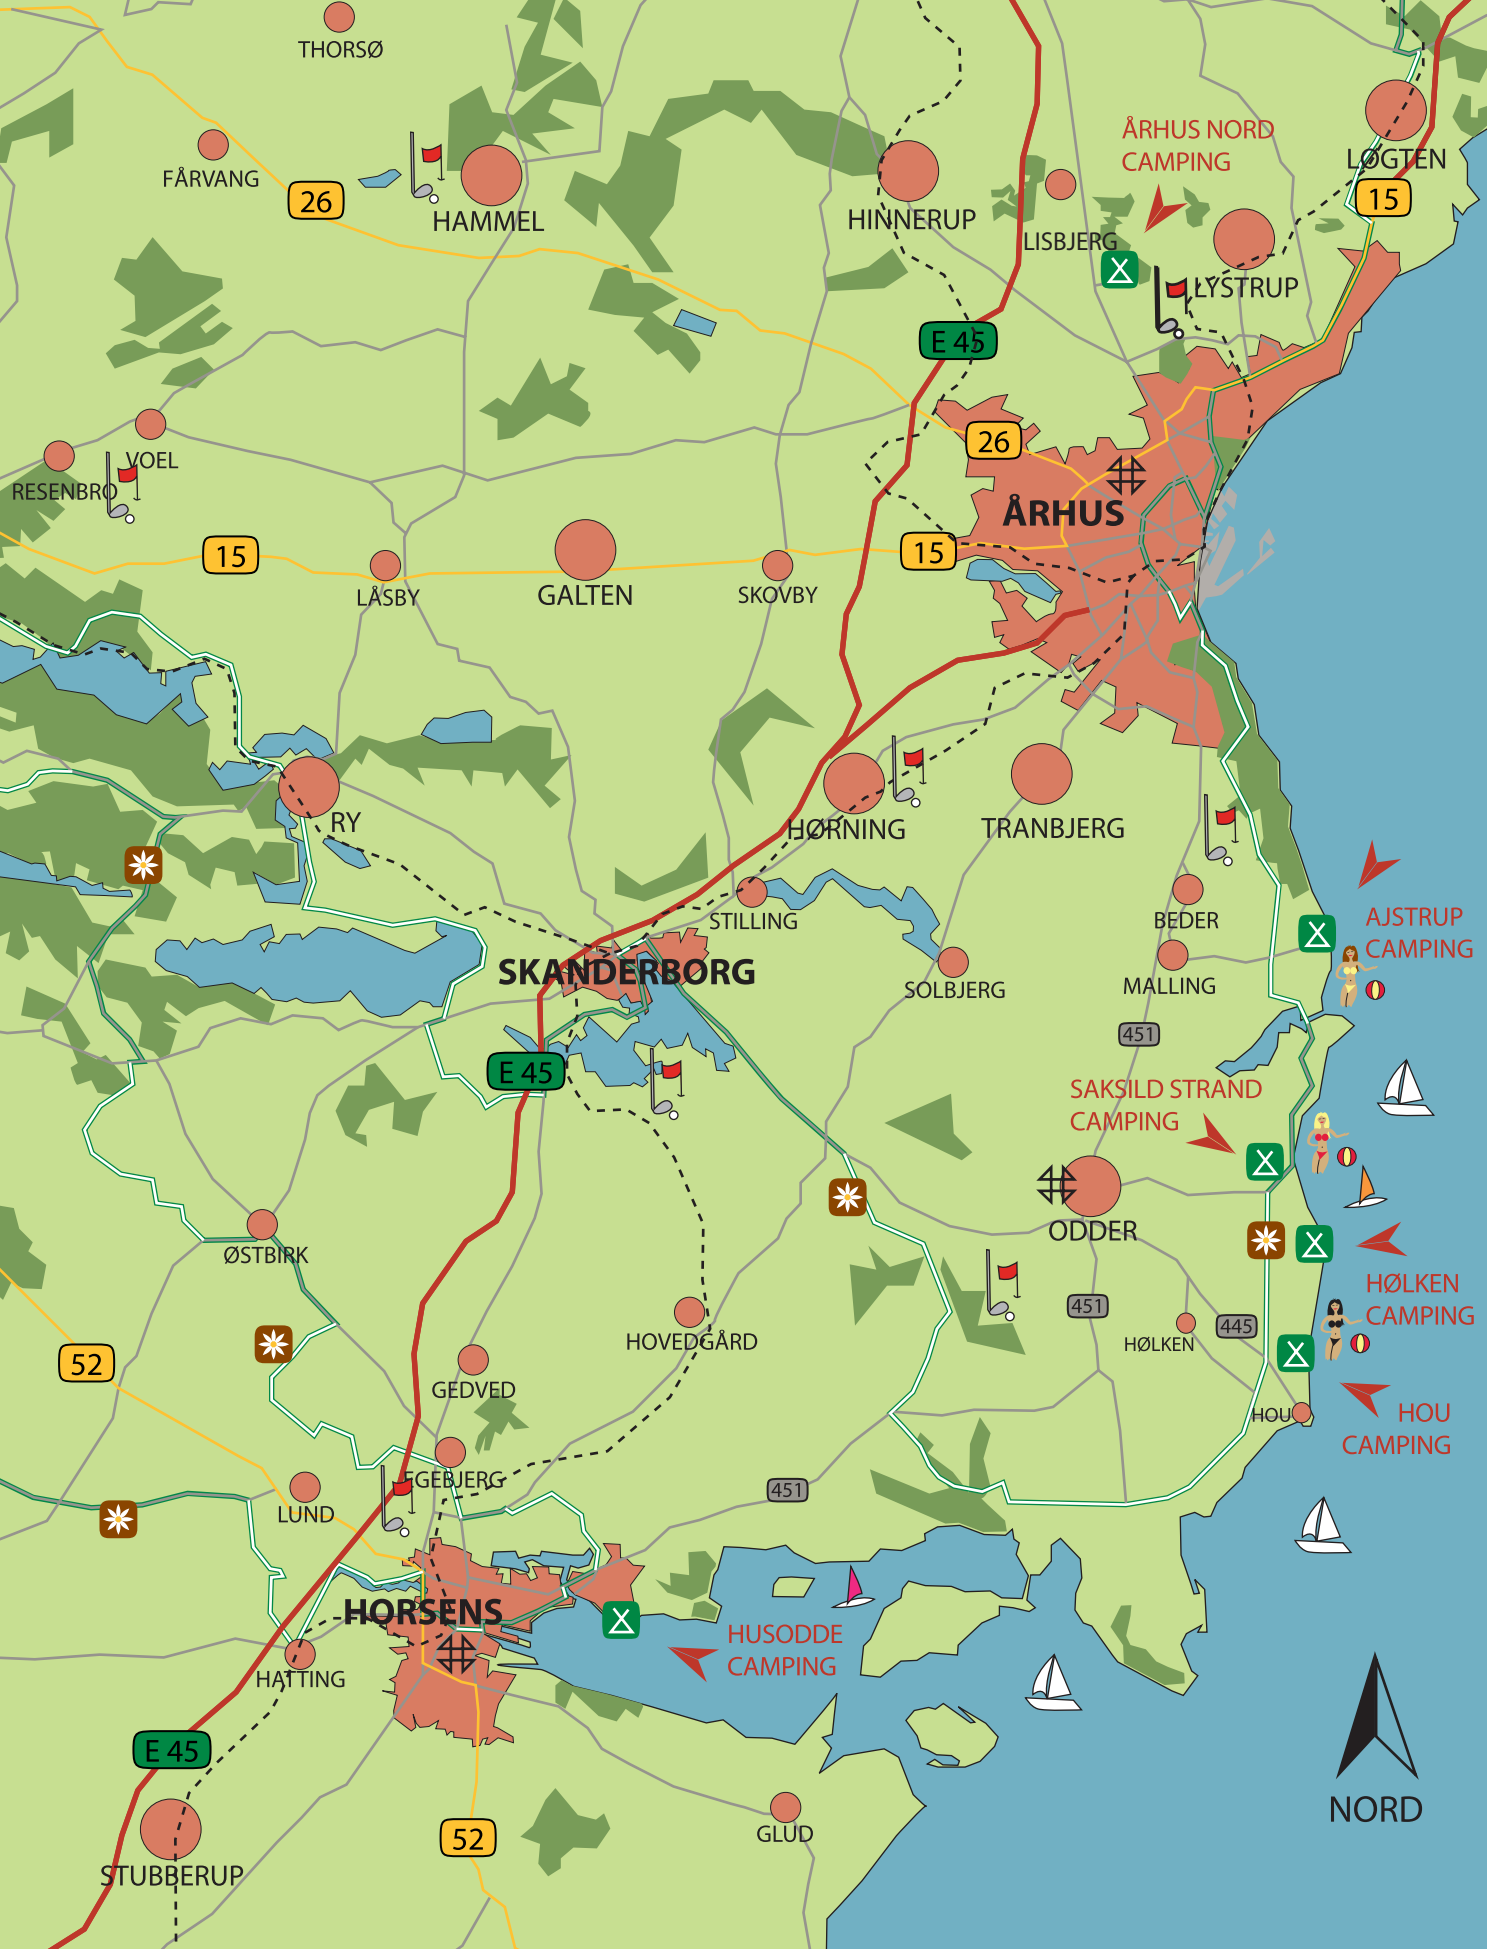 THORSØ
ÅRHUS NORD
CAMPING
LØGTEN
FÅRVANG
26
15
HAMMEL
HINNERUP
LISBJERG
LYSTRUP
E 45
VOEL
RESENBRO
26
ÅRHUS
15
15
LÅSBY
GALTEN
SKOVBY
RY
HØRNING
TRANBJERG
STILLING
BEDER
AJSTRUP
CAMPING
SKANDERBORG
SOLBJERG
MALLING
451
E 45
SAKSILD STRAND
CAMPING
ODDER
ØSTBIRK
HØLKEN
CAMPING
451
445
HOVEDGÅRD
HØLKEN
52
GEDVED
HOU
HOU
CAMPING
EGEBJERG
451
LUND
HORSENS
HUSODDE
CAMPING
HATTING
E 45
NORD
GLUD
52
STUBBERUP